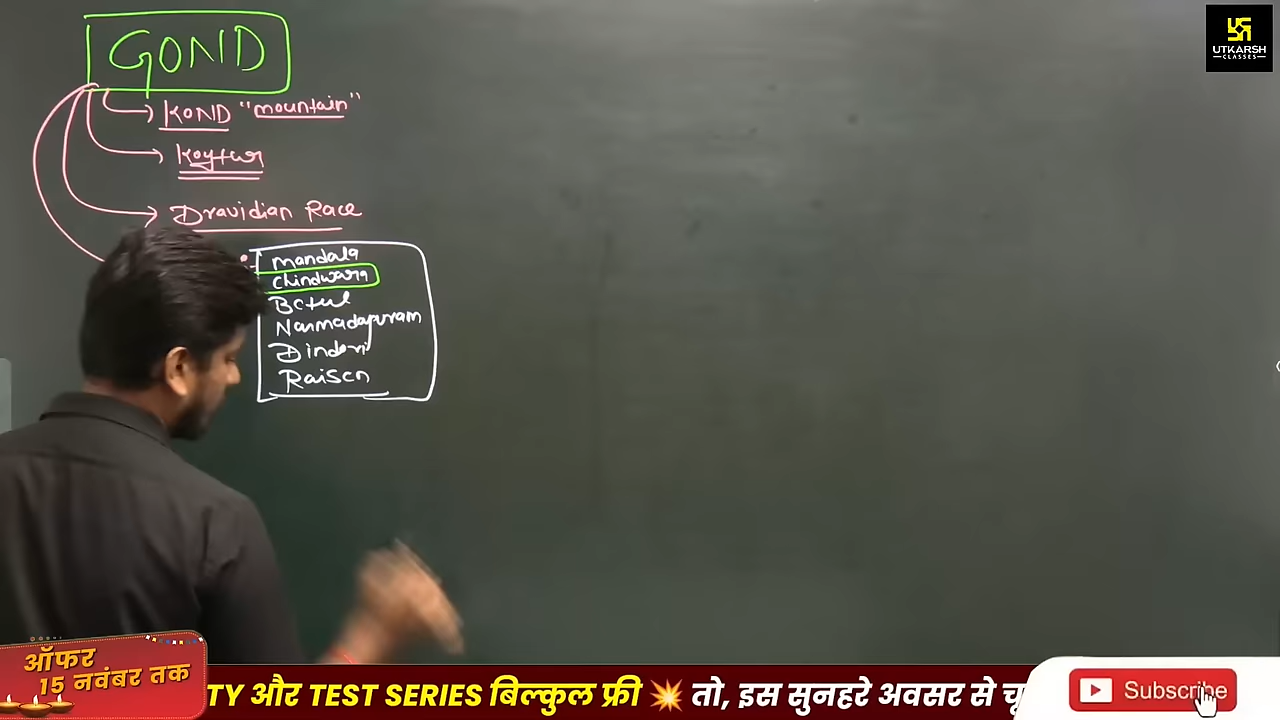 GOND
KOND "mountain"
Koytur
Dravidian Race
mandala
chindwara
Betul
Narmadapuram
Dindori
Raisen
UTKARSH
CLASSES
ऑफर
15 नवंबर तक
TY और TEST SERIES बिल्कुल फ्री 💥 तो, इस सुनहरे अवसर से चू
Subscribe